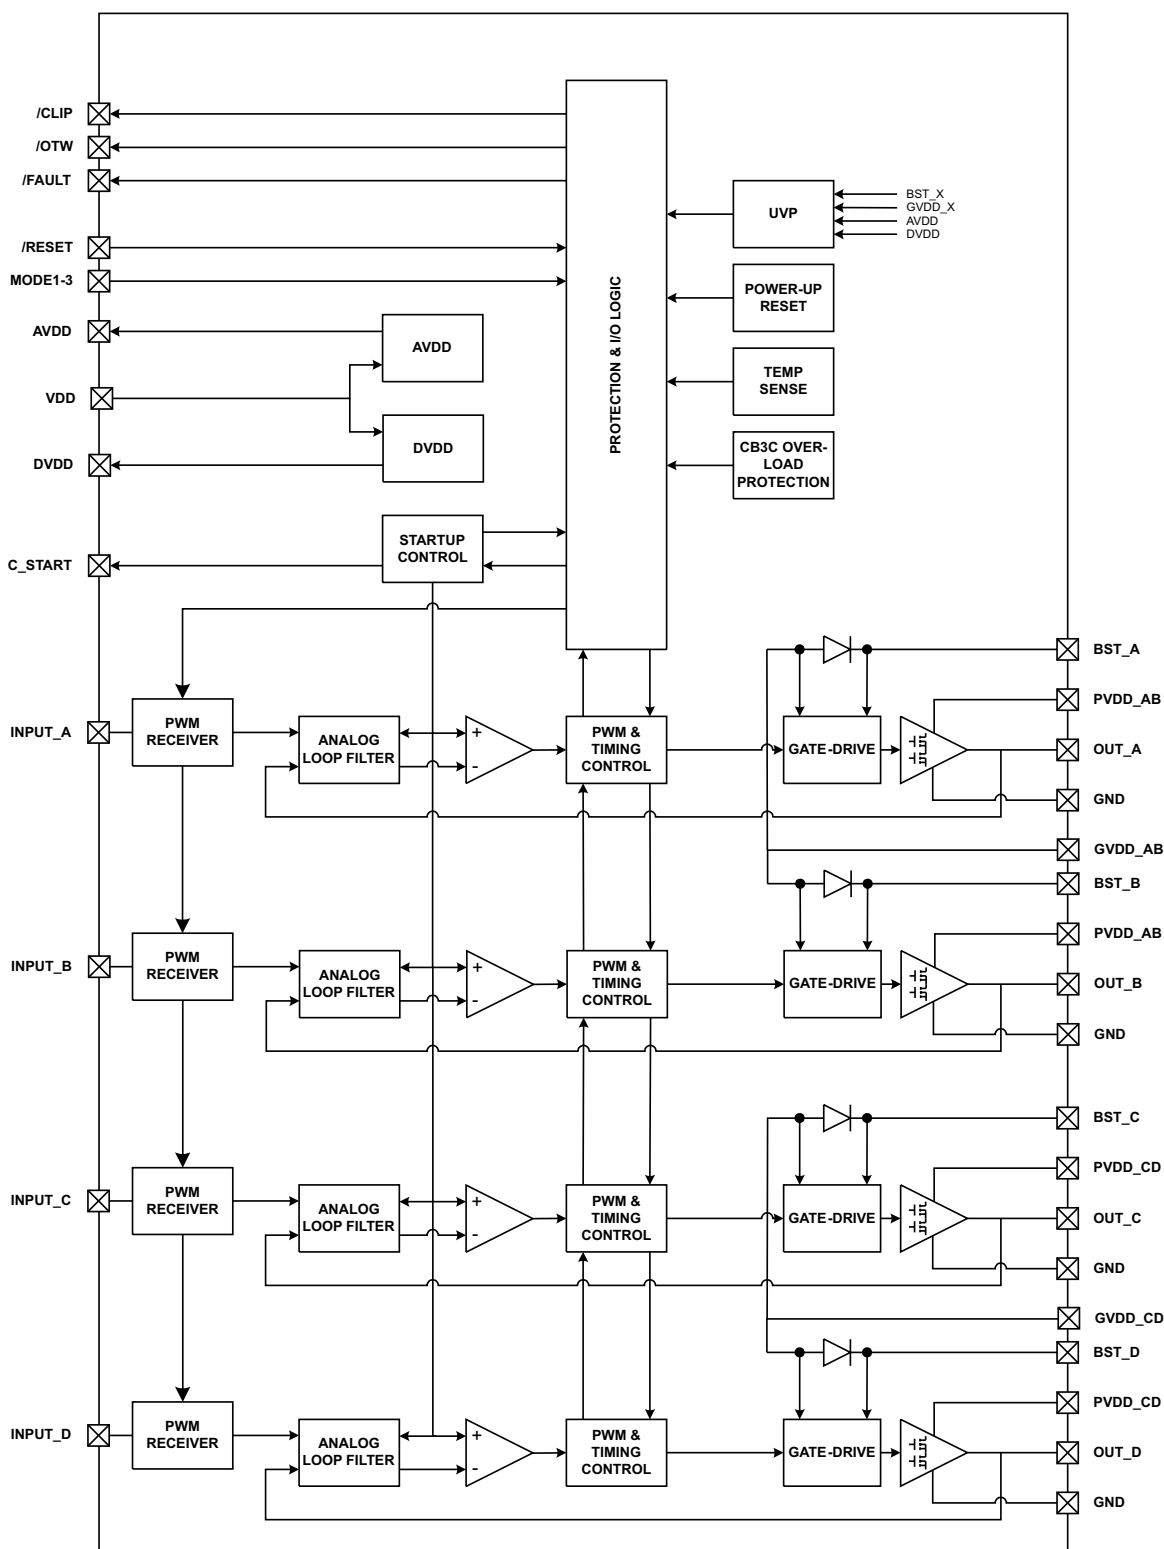 /CLIP
/OTW
/FAULT
/RESET
MODE1-3
AVDD
VDD
DVDD
C_START
AVDD
DVDD
STARTUP
CONTROL
PROTECTION & I/O LOGIC
UVP
BST_X
GVDD_X
AVDD
DVDD
POWER-UP
RESET
TEMP
SENSE
CB3C OVER-
LOAD
PROTECTION
INPUT_A
PWM
RECEIVER
ANALOG
LOOP FILTER
+
-
PWM &
TIMING
CONTROL
GATE-DRIVE
BST_A
PVDD_AB
OUT_A
GND
GVDD_AB
BST_B
INPUT_B
PWM
RECEIVER
ANALOG
LOOP FILTER
+
-
PWM &
TIMING
CONTROL
GATE-DRIVE
PVDD_AB
OUT_B
GND
BST_C
INPUT_C
PWM
RECEIVER
ANALOG
LOOP FILTER
+
-
PWM &
TIMING
CONTROL
GATE-DRIVE
PVDD_CD
OUT_C
GND
GVDD_CD
BST_D
INPUT_D
PWM
RECEIVER
ANALOG
LOOP FILTER
+
-
PWM &
TIMING
CONTROL
GATE-DRIVE
PVDD_CD
OUT_D
GND